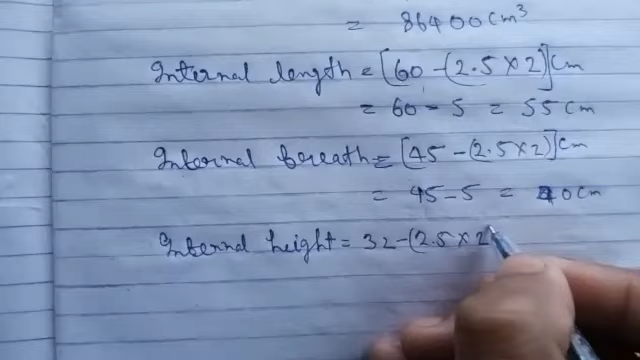 = 86400 cm³
Internal length = [60 - (2.5 × 2)] cm
= 60 - 5 = 55 cm
Internal breath = [45 - (2.5 × 2)] cm
= 45 - 5 = 40 cm
Internal height = 32 - (2.5 × 2